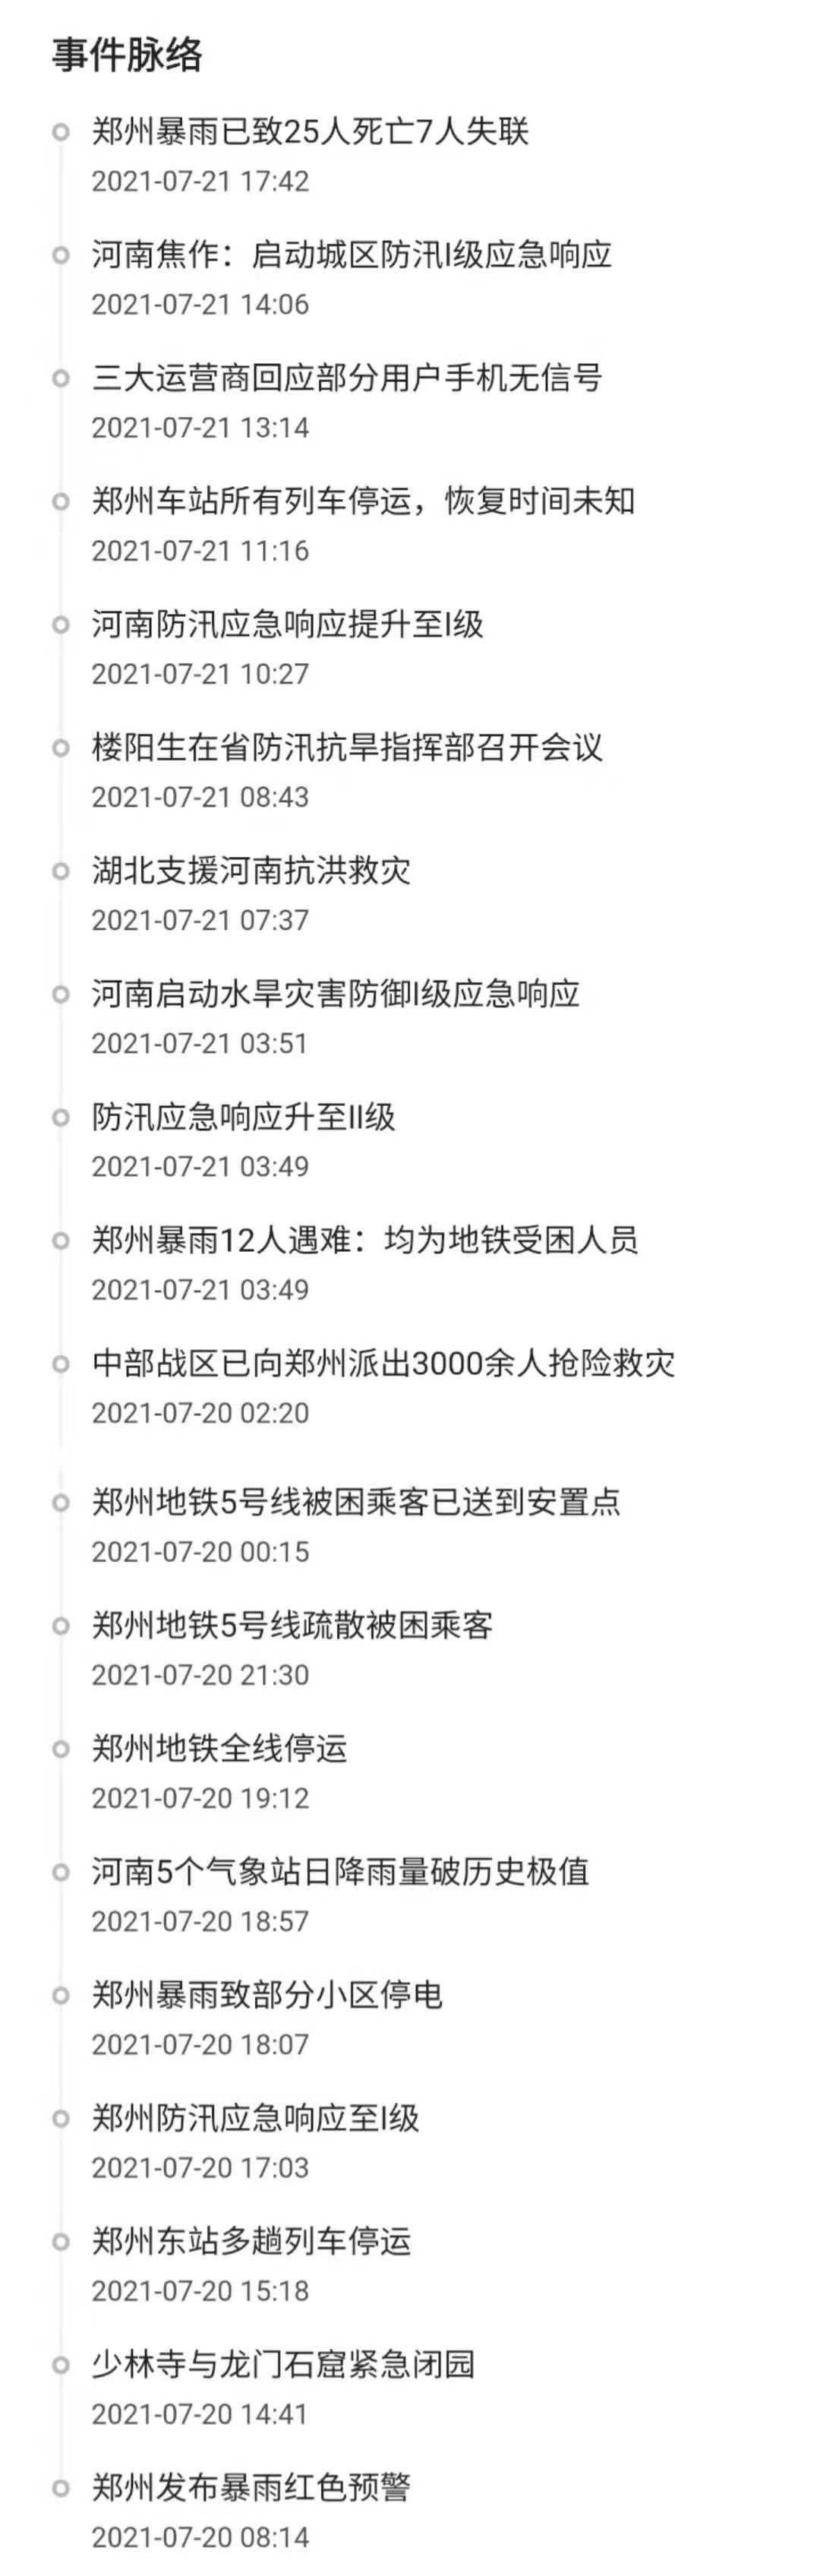 事件脉络
郑州暴雨已致25人死亡7人失联
2021-07-21 17:42
河南焦作：启动城区防汛I级应急响应
2021-07-21 14:06
三大运营商回应部分用户手机无信号
2021-07-21 13:14
郑州车站所有列车停运，恢复时间未知
2021-07-21 11:16
河南防汛应急响应提升至I级
2021-07-21 10:27
楼阳生在省防汛抗旱指挥部召开会议
2021-07-21 08:43
湖北支援河南抗洪救灾
2021-07-21 07:37
河南启动水旱灾害防御I级应急响应
2021-07-21 03:51
防汛应急响应升至II级
2021-07-21 03:49
郑州暴雨12人遇难：均为地铁受困人员
2021-07-21 03:49
中部战区已向郑州派出3000余人抢险救灾
2021-07-20 02:20
郑州地铁5号线被困乘客已送到安置点
2021-07-20 00:15
郑州地铁5号线疏散被困乘客
2021-07-20 21:30
郑州地铁全线停运
2021-07-20 19:12
河南5个气象站日降雨量破历史极值
2021-07-20 18:57
郑州暴雨致部分小区停电
2021-07-20 18:07
郑州防汛应急响应至I级
2021-07-20 17:03
郑州东站多趟列车停运
2021-07-20 15:18
少林寺与龙门石窟紧急闭园
2021-07-20 14:41
郑州发布暴雨红色预警
2021-07-20 08:14